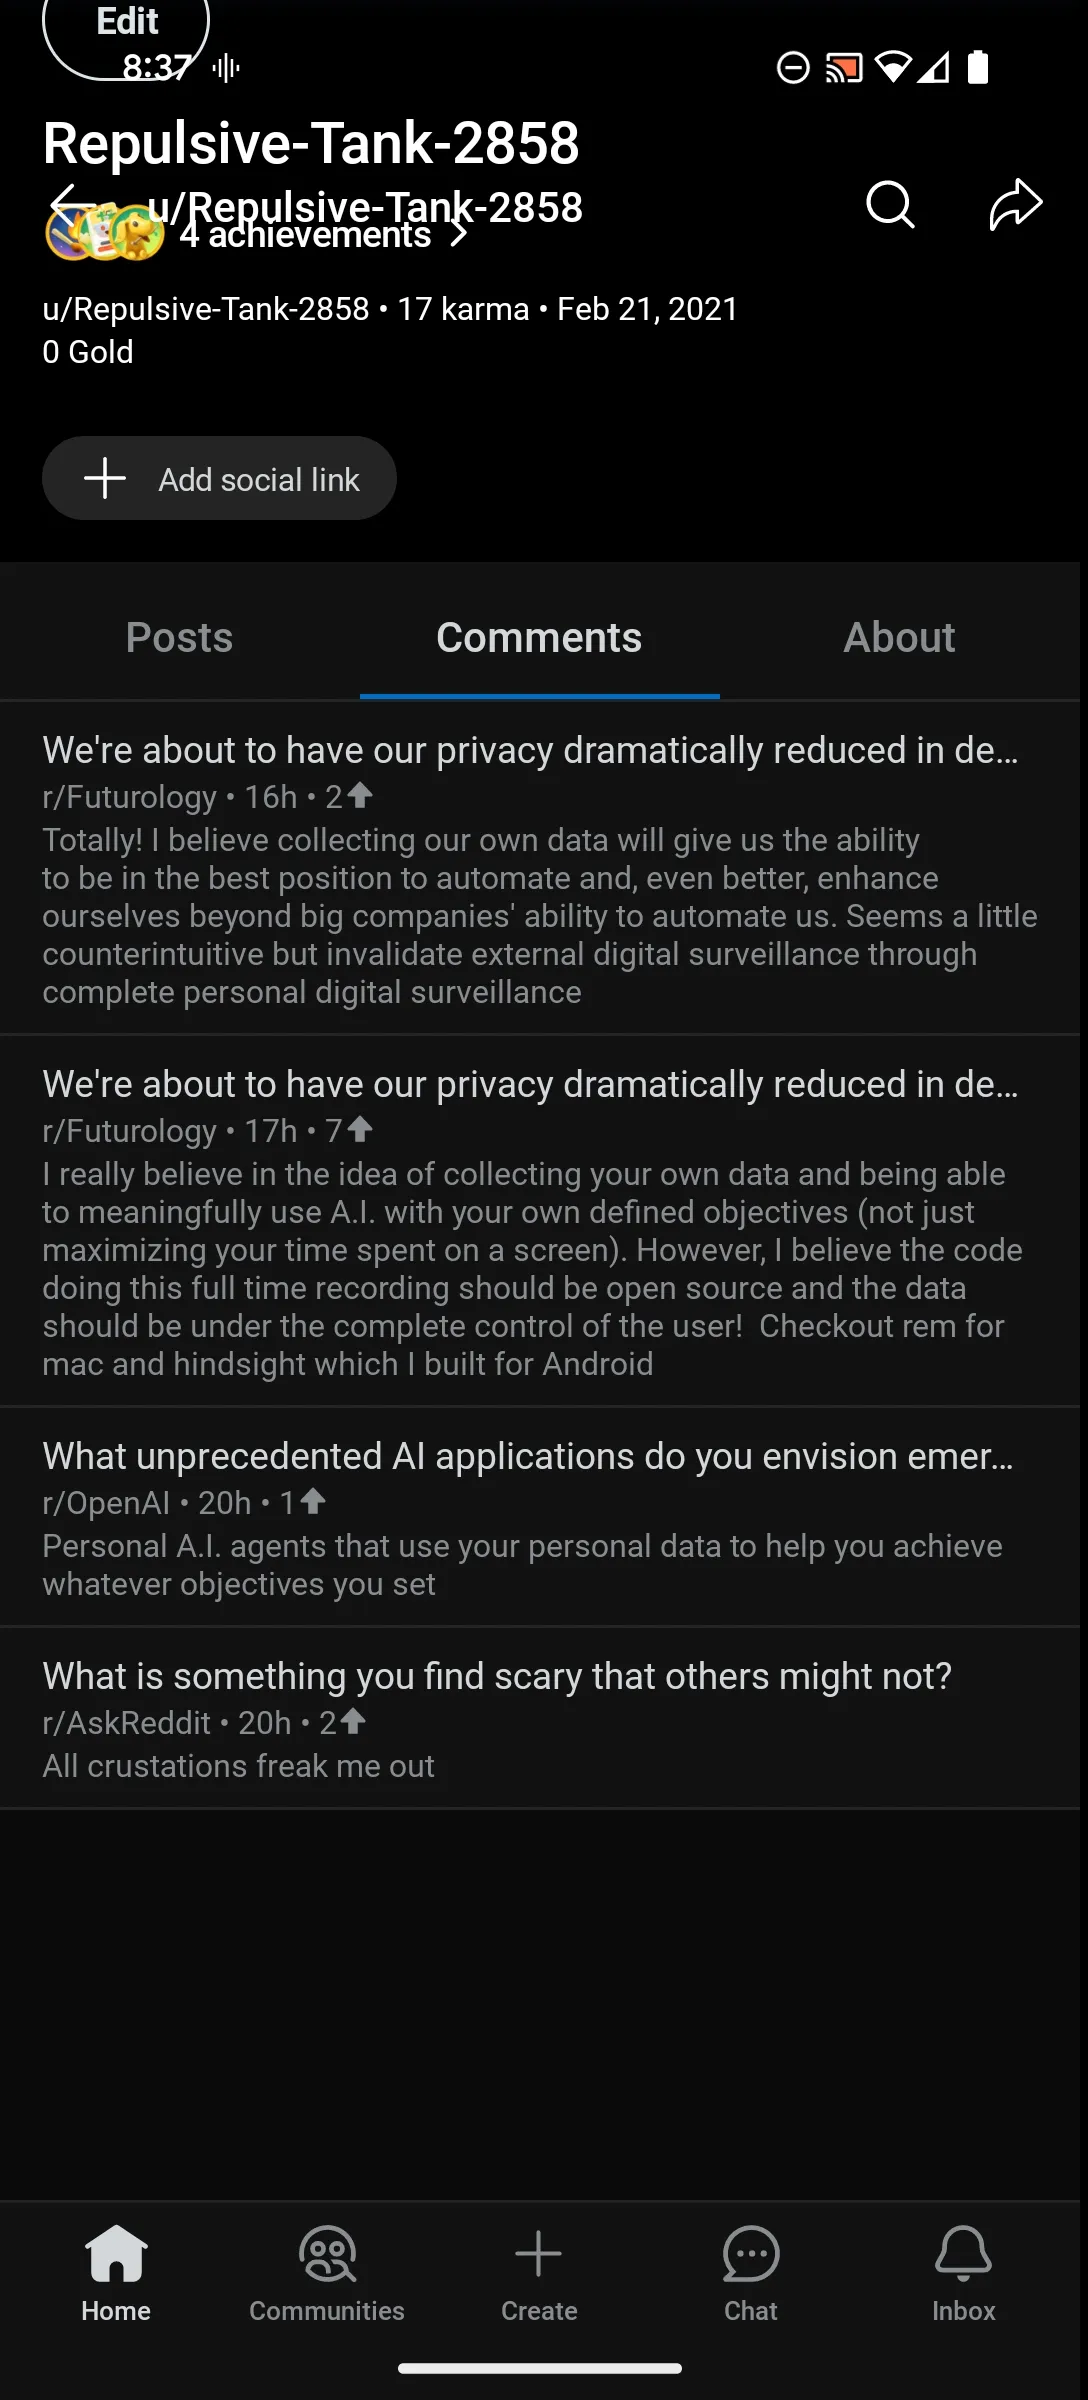 Edit
8:37
Repulsive-Tank-2858
u/Repulsive-Tank-2858
4 achievements
u/Repulsive-Tank-2858 • 17 karma • Feb 21, 2021
0 Gold
Add social link
Posts Comments About
We're about to have our privacy dramatically reduced in de...
r/Futurology • 16h • 2
Totally! I believe collecting our own data will give us the ability
to be in the best position to automate and, even better, enhance
ourselves beyond big companies' ability to automate us. Seems a little
counterintuitive but invalidate external digital surveillance through
complete personal digital surveillance
We're about to have our privacy dramatically reduced in de...
r/Futurology • 17h • 7
I really believe in the idea of collecting your own data and being able
to meaningfully use A.I. with your own defined objectives (not just
maximizing your time spent on a screen). However, I believe the code
doing this full time recording should be open source and the data
should be under the complete control of the user!  Checkout rem for
mac and hindsight which I built for Android
What unprecedented AI applications do you envision emer...
r/OpenAI • 20h • 1
Personal A.I. agents that use your personal data to help you achieve
whatever objectives you set
What is something you find scary that others might not?
r/AskReddit • 20h • 2
All crustations freak me out
Home Communities Create Chat Inbox